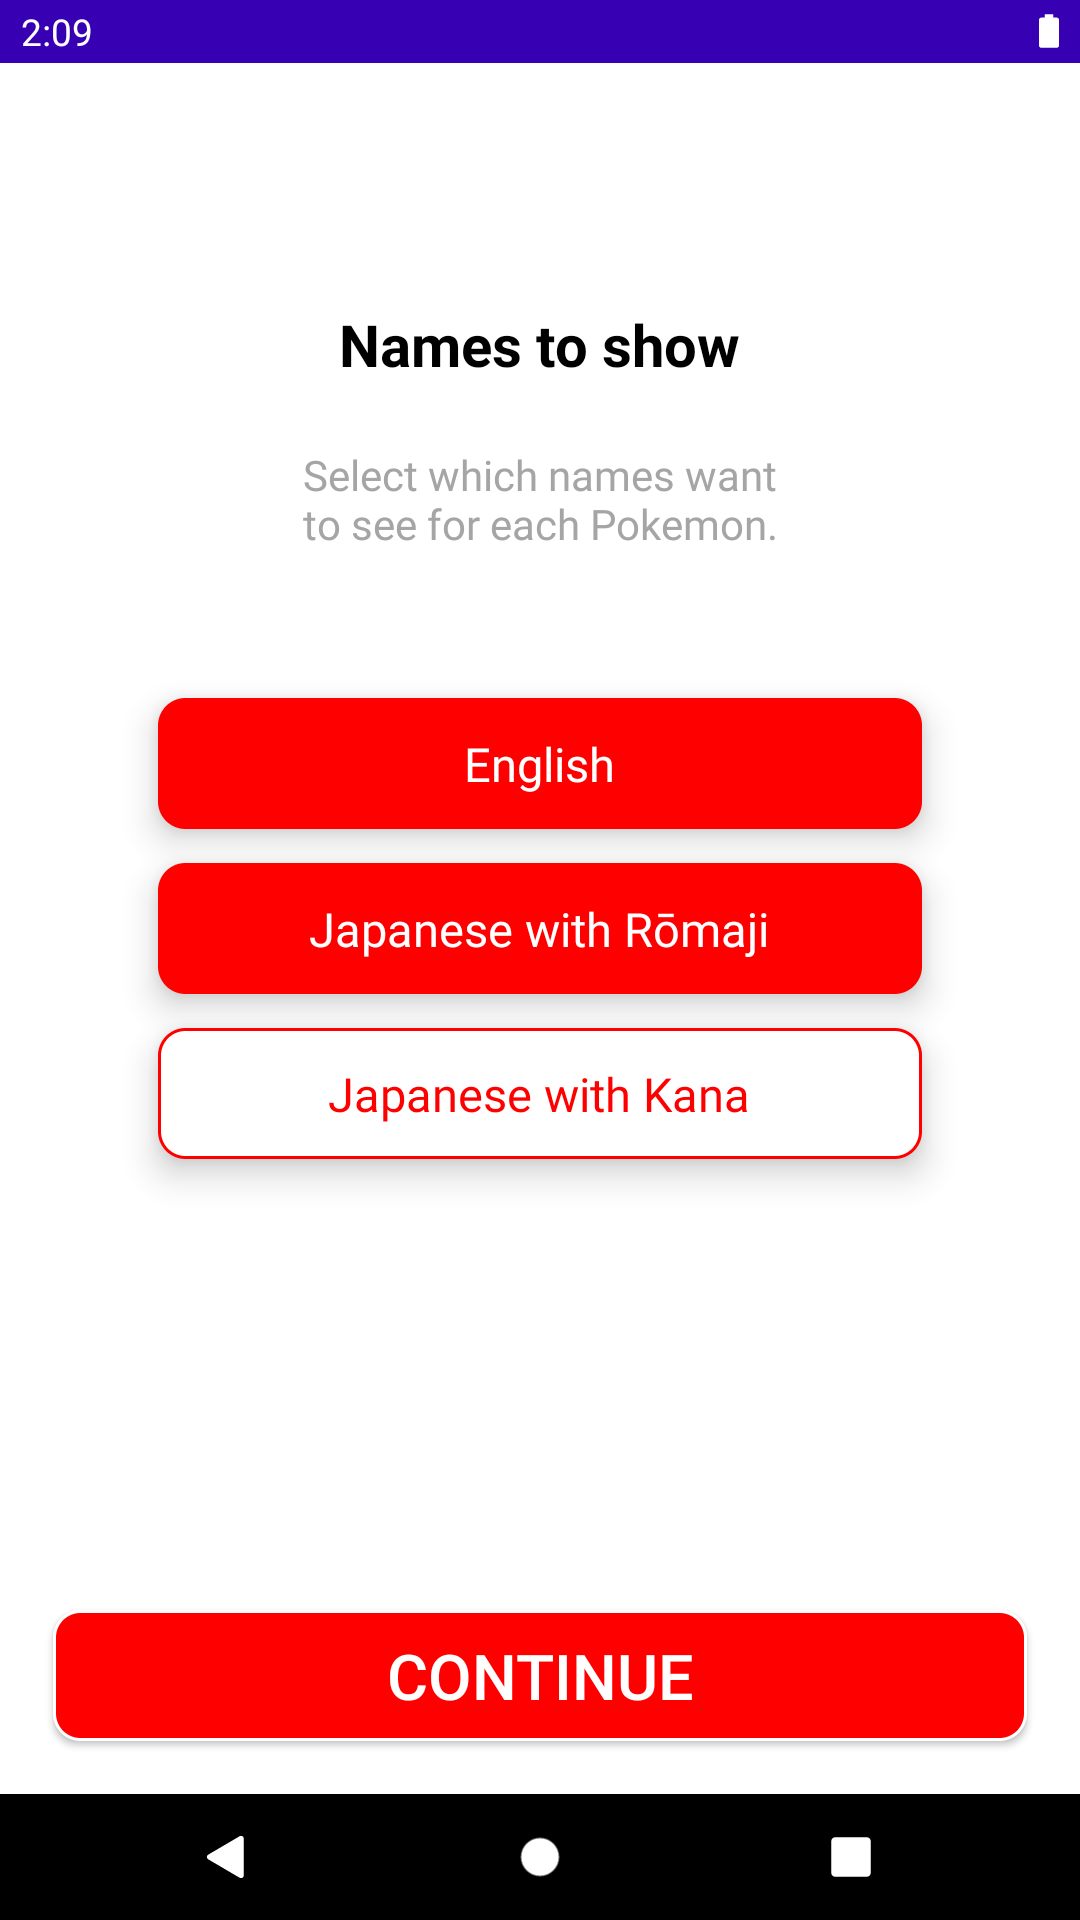 2:09
Names to show
Select which names want
to see for each Pokemon.
English
Japanese with Rōmaji
Japanese with Kana
CONTINUE